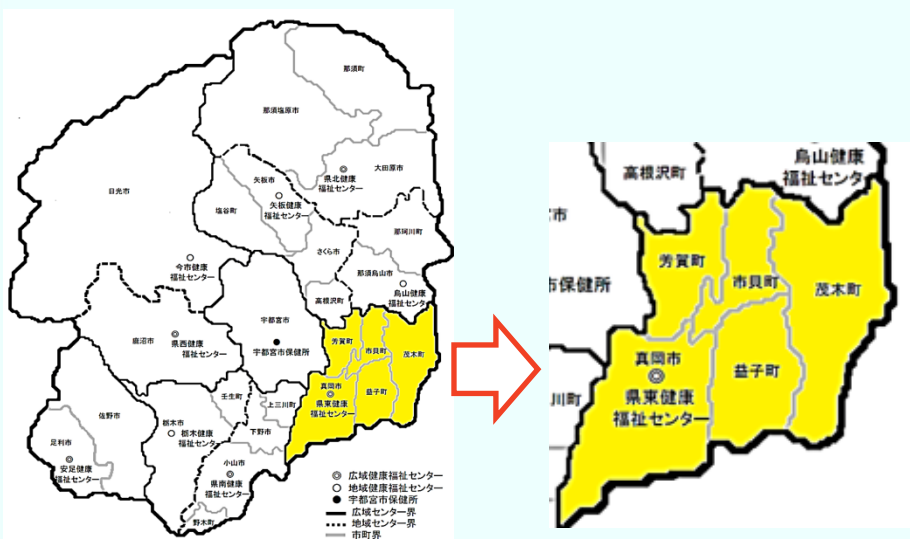 那須町
那須塩原市
大田原市
日光市
矢板市
県北健康
福祉センター
矢板健康
福祉センター
塩谷町
那珂川町
さくら市
今市健康
福祉センター
那須烏山市
烏山健康
福祉センター
高根沢町
宇都宮市
鹿沼市
県西健康
福祉センター
宇都宮市保健所
芳賀町
市貝町
茂木町
真岡市
県東健康
福祉センター
益子町
壬生町
上三川町
佐野市
栃木市
栃木健康
福祉センター
下野市
足利市
安足健康
福祉センター
小山市
県南健康
福祉センター
野木町
広域健康福祉センター
地域健康福祉センター
宇都宮市保健所
広域センター界
地域センター界
市町界
烏山健康
福祉センター
高根沢町
市
芳賀町
市貝町
茂木町
市保健所
真岡市
県東健康
福祉センター
益子町
川町